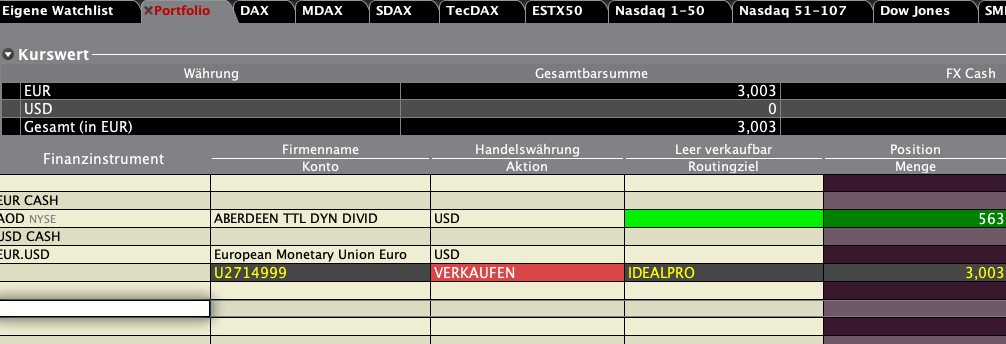 Eigene Watchlist Portfolio DAX MDAX SDAX TecDAX ESTX50 Nasdaq 1-50 Nasdaq 51-107 Dow Jones
Kurswert
Währung Gesamtbarsumme FX Cash
EUR 3,003
USD 0
Gesamt (in EUR) 3,003
Finanzinstrument
Firmenname Handelswährung Leer verkaufbar Position
Konto Aktion Routingziel Menge
EUR CASH
AOD NYSE ABERDEEN TTL DYN DIVID USD 563
USD CASH
EUR.USD European Monetary Union Euro USD
U2714999 VERKAUFEN IDEALPRO 3,003